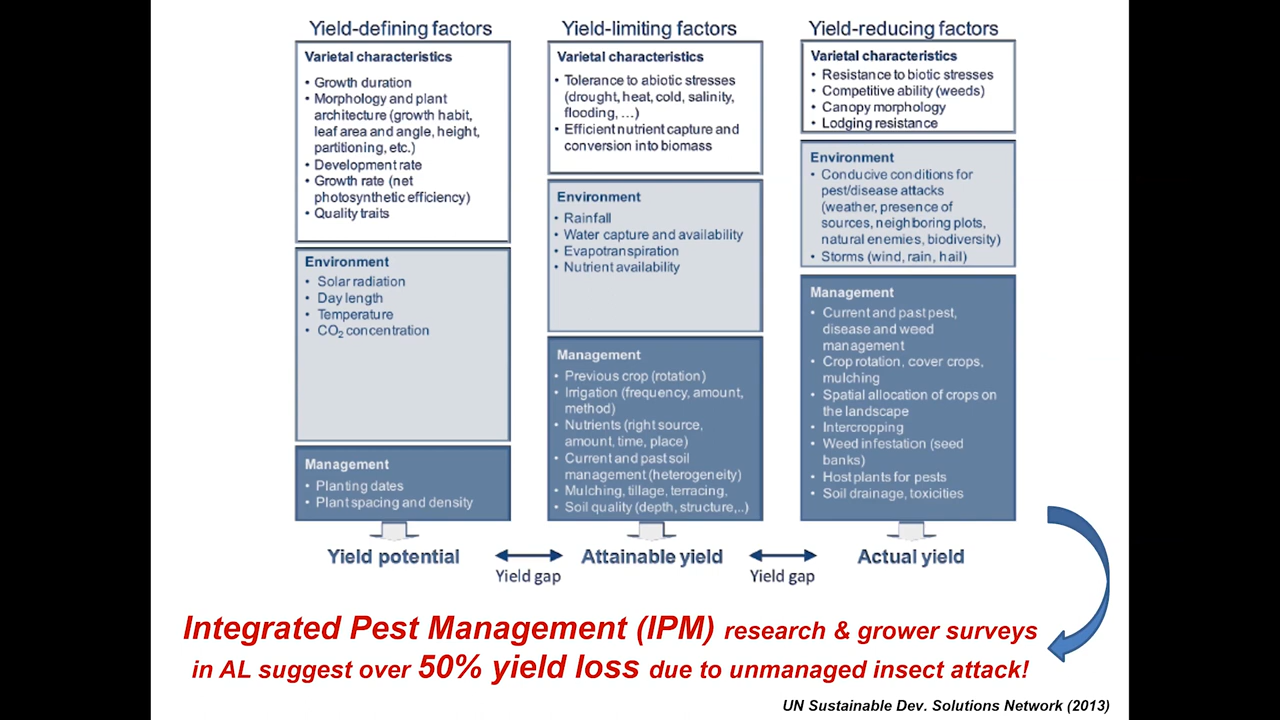 Yield-defining factors
Varietal characteristics
• Growth duration
• Morphology and plant
architecture (growth habit,
leaf area and angle, height,
partitioning, etc.)
• Development rate
• Growth rate (net
photosynthetic efficiency)
• Quality traits
Environment
• Solar radiation
• Day length
• Temperature
• CO₂ concentration
Management
• Planting dates
• Plant spacing and density
Yield potential
Yield-limiting factors
Varietal characteristics
• Tolerance to abiotic stresses
(drought, heat, cold, salinity,
flooding, …)
• Efficient nutrient capture and
conversion into biomass
Environment
• Rainfall
• Water capture and availability
• Evapotranspiration
• Nutrient availability
Management
• Previous crop (rotation)
• Irrigation (frequency, amount,
method)
• Nutrients (right source,
amount, time, place)
• Current and past soil
management (heterogeneity)
• Mulching, tillage, terracing,
• Soil quality (depth, structure,..)
Attainable yield
Yield-reducing factors
Varietal characteristics
• Resistance to biotic stresses
• Competitive ability (weeds)
• Canopy morphology
• Lodging resistance
Environment
• Conducive conditions for
pest/disease attacks
(weather, presence of
sources, neighboring plots,
natural enemies, biodiversity)
• Storms (wind, rain, hail)
Management
• Current and past pest,
disease and weed
management
• Crop rotation, cover crops,
mulching
• Spatial allocation of crops on
the landscape
• Intercropping
• Weed infestation (seed
banks)
• Host plants for pests
• Soil drainage, toxicities
Actual yield
Yield gap
Yield gap
Integrated Pest Management (IPM) research & grower surveys
in AL suggest over 50% yield loss due to unmanaged insect attack!
UN Sustainable Dev. Solutions Network (2013)